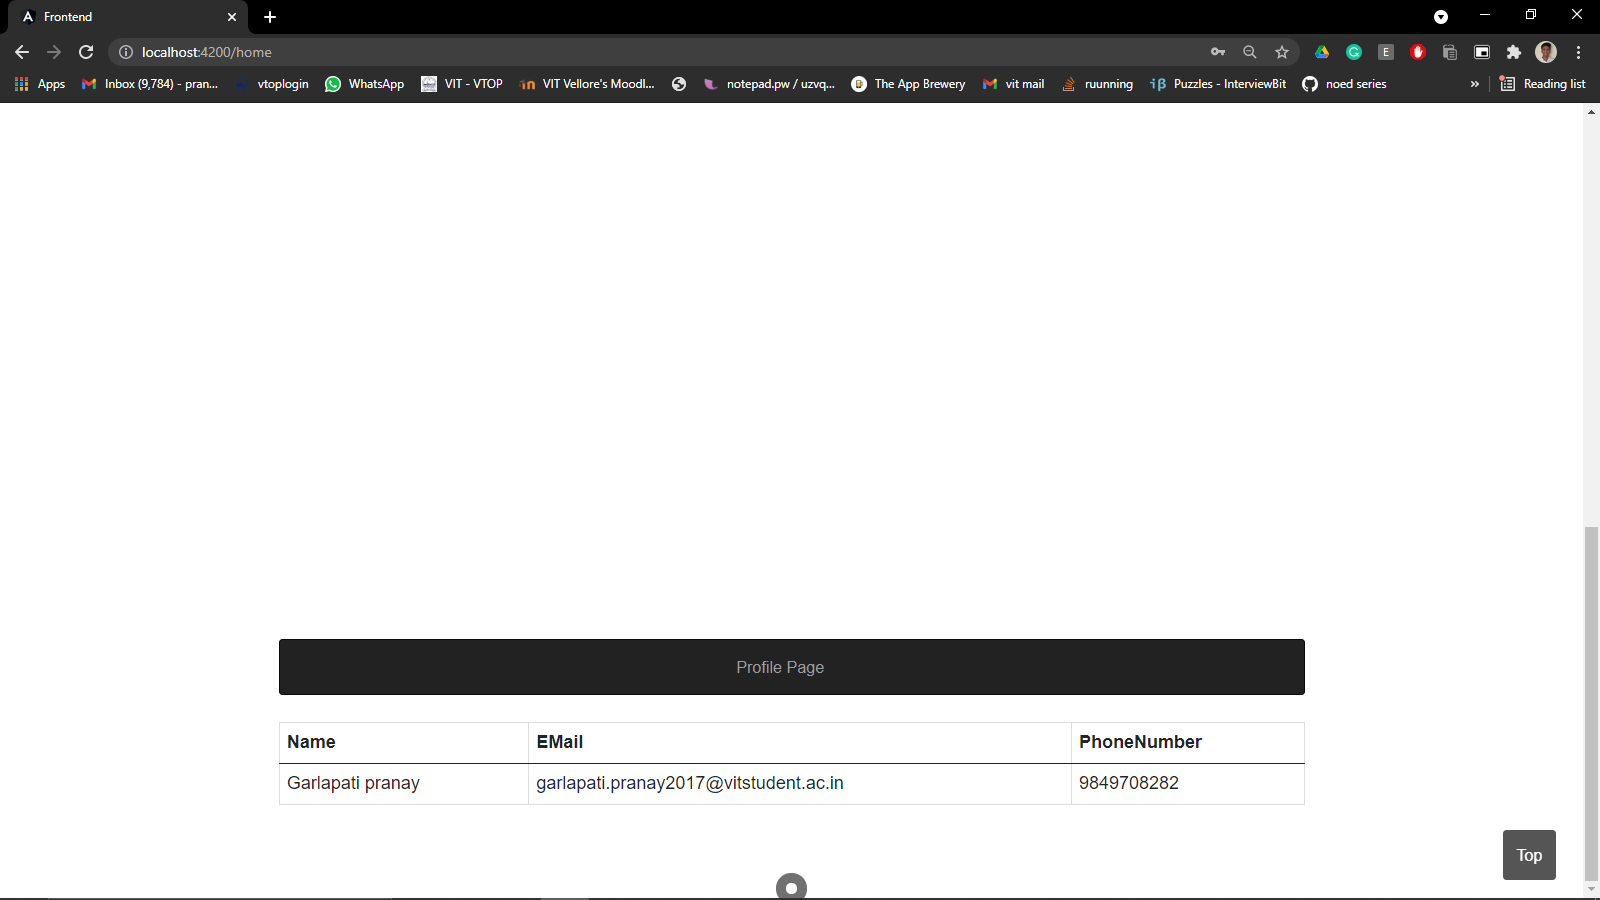 Frontend
localhost:4200/home
Apps Inbox (9,784) - pran... vtoplogin WhatsApp VIT - VTOP VIT Vellore's Moodl... notepad.pw / uzvq... The App Brewery vit mail ruunning Puzzles - InterviewBit noed series » Reading list
Profile Page
Name EMail PhoneNumber
Garlapati pranay garlapati.pranay2017@vitstudent.ac.in 9849708282
Top